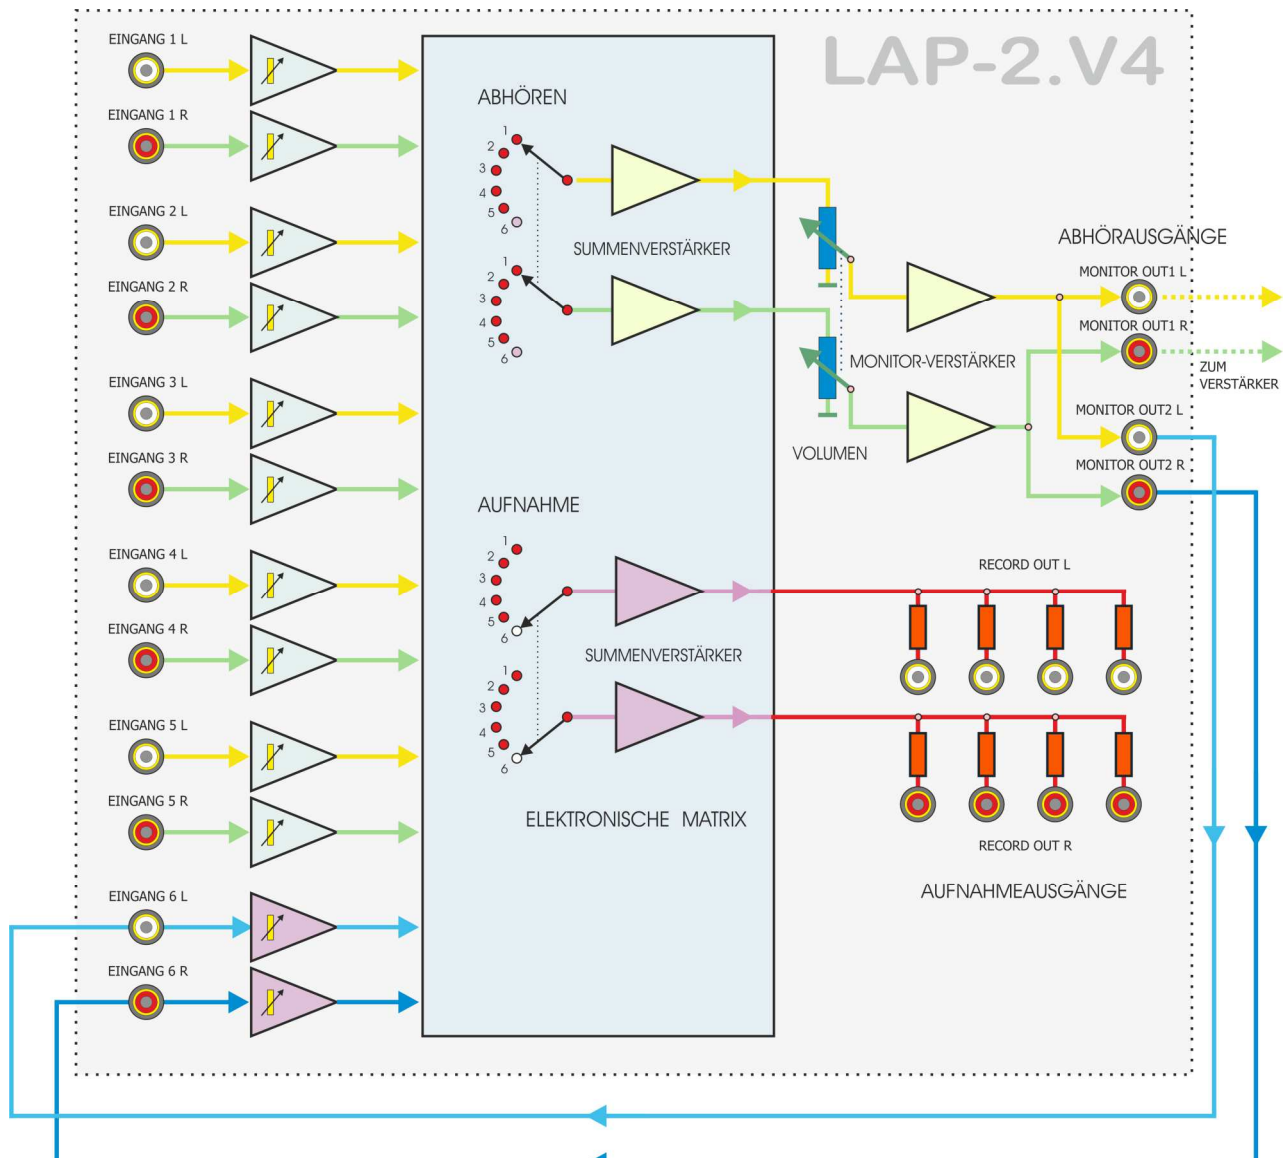 LAP-2.V4
EINGANG 1 L
EINGANG 1 R
EINGANG 2 L
EINGANG 2 R
EINGANG 3 L
EINGANG 3 R
EINGANG 4 L
EINGANG 4 R
EINGANG 5 L
EINGANG 5 R
EINGANG 6 L
EINGANG 6 R
ABHÖREN
1
2
3
4
5
6
SUMMENVERSTÄRKER
1
2
3
4
5
6
AUFNAHME
1
2
3
4
5
6
SUMMENVERSTÄRKER
1
2
3
4
5
6
ELEKTRONISCHE MATRIX
MONITOR-VERSTÄRKER
VOLUMEN
ABHÖRAUSGÄNGE
MONITOR OUT1 L
MONITOR OUT1 R
ZUM
VERSTÄRKER
MONITOR OUT2 L
MONITOR OUT2 R
RECORD OUT L
RECORD OUT R
AUFNAHMEAUSGÄNGE